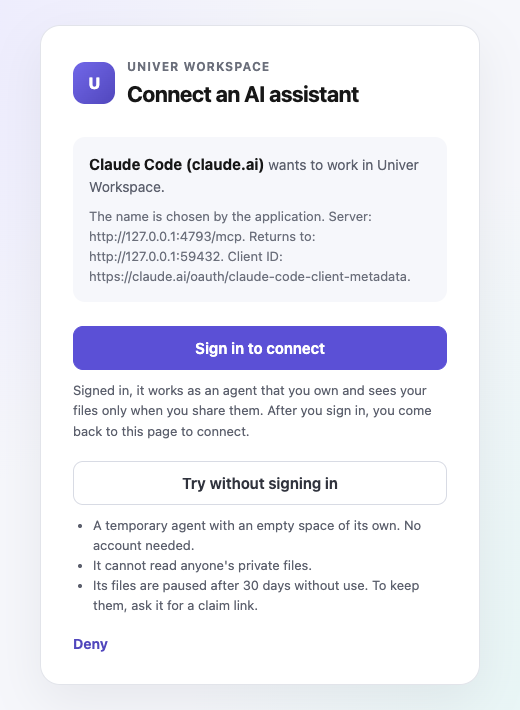 U
UNIVER WORKSPACE
Connect an AI assistant
Claude Code (claude.ai) wants to work in Univer
Workspace.
The name is chosen by the application. Server:
http://127.0.0.1:4793/mcp. Returns to:
http://127.0.0.1:59432. Client ID:
https://claude.ai/oauth/claude-code-client-metadata.
Sign in to connect
Signed in, it works as an agent that you own and sees your
files only when you share them. After you sign in, you come
back to this page to connect.
Try without signing in
• A temporary agent with an empty space of its own. No
account needed.
• It cannot read anyone's private files.
• Its files are paused after 30 days without use. To keep
them, ask it for a claim link.
Deny